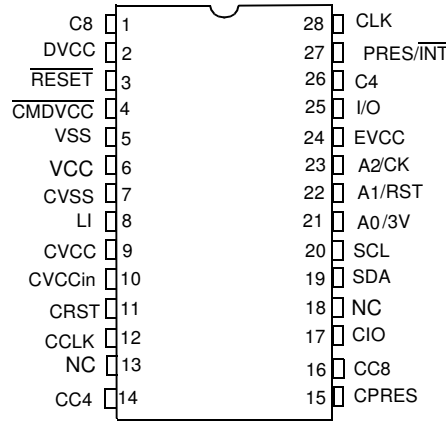 C8 1 28 CLK
DVCC 2 27 PRES/INT
RESET 3 26 C4
CMDVCC 4 25 I/O
VSS 5 24 EVCC
VCC 6 23 A2/CK
CVSS 7 22 A1/RST
LI 8 21 A0/3V
CVCC 9 20 SCL
CVCCin 10 19 SDA
CRST 11 18 NC
CCLK 12 17 CIO
NC 13 16 CC8
CC4 14 15 CPRES